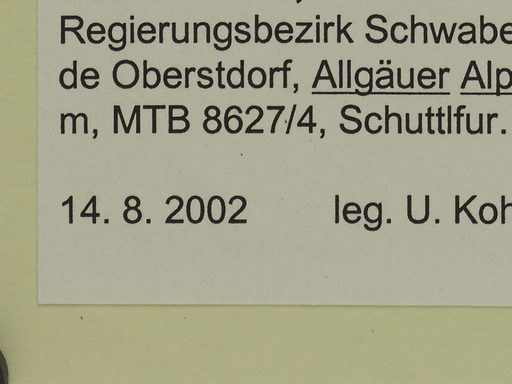 Regierungsbezirk Schwabe
de Oberstdorf, Allgäuer Alp
m, MTB 8627/4, Schuttlfur.
14. 8. 2002 leg. U. Koh